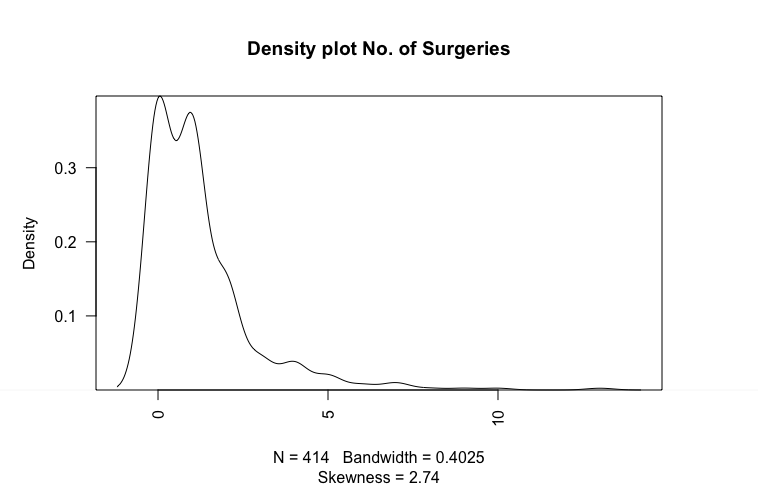 Density plot No. of Surgeries
Density
0.3
0.2
0.1
0 5 10
N = 414 Bandwidth = 0.4025
Skewness = 2.74